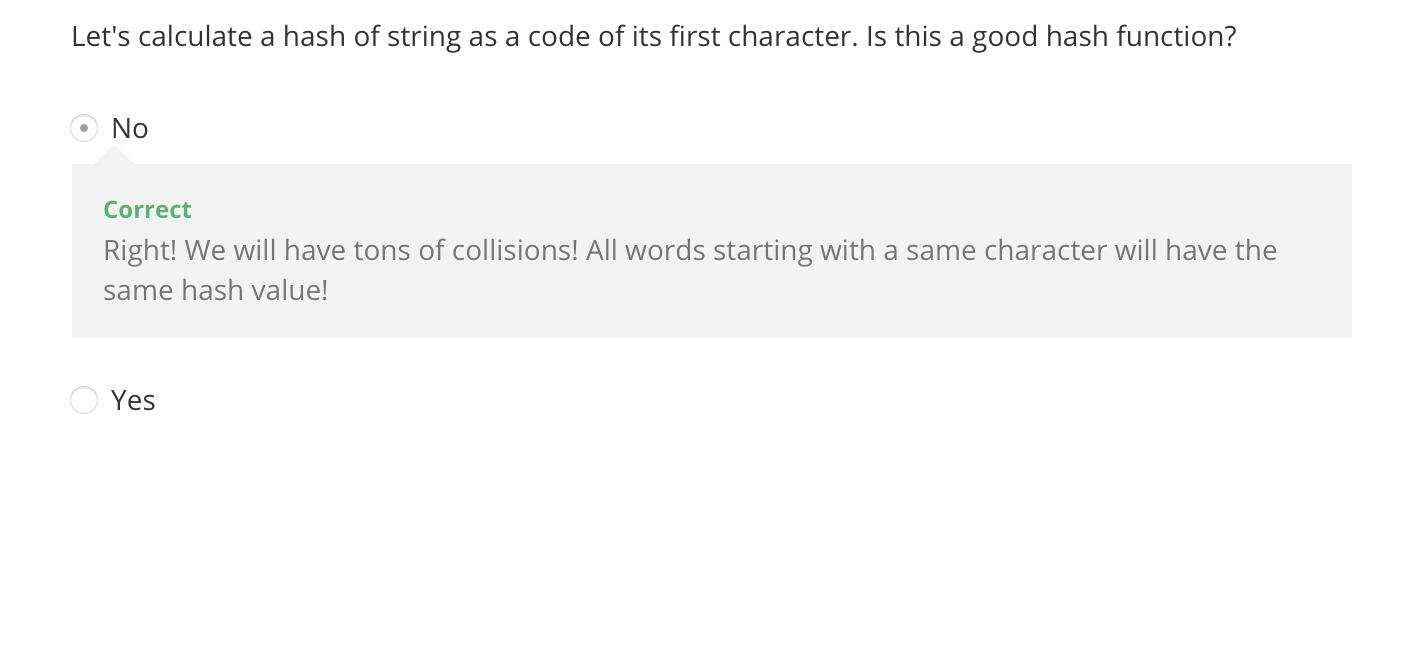 Let's calculate a hash of string as a code of its first character. Is this a good hash function?
No
Correct
Right! We will have tons of collisions! All words starting with a same character will have the
same hash value!
Yes